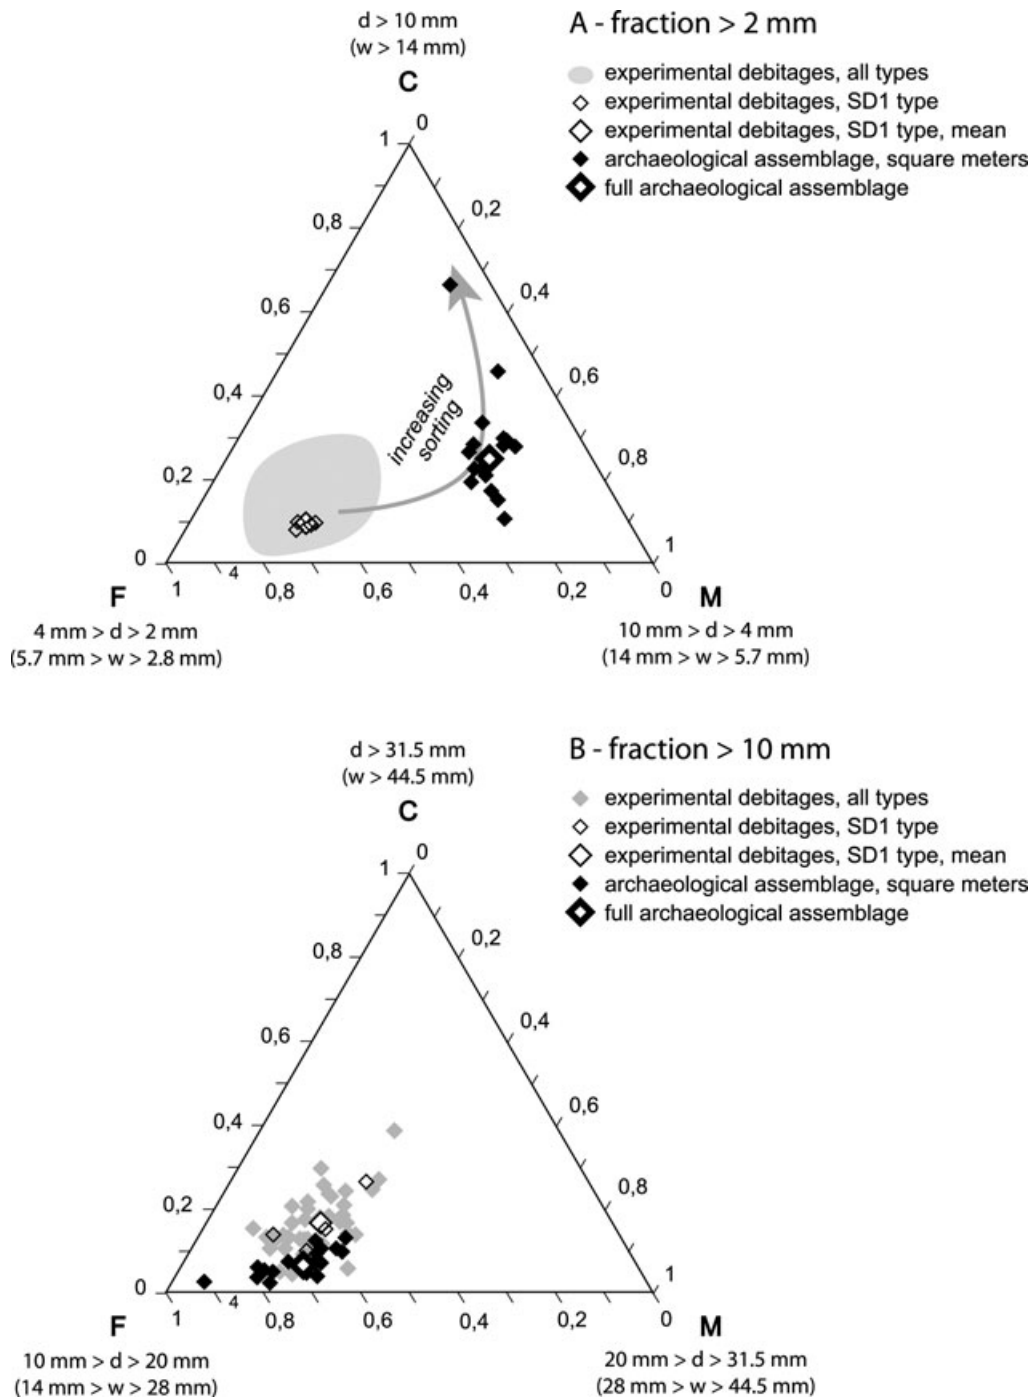 d > 10 mm
(w > 14 mm)
C
A - fraction > 2 mm
experimental debitages, all types
experimental debitages, SD1 type
experimental debitages, SD1 type, mean
archaeological assemblage, square meters
full archaeological assemblage
1
0
0,8
0,2
0,6
0,4
0,4
0,6
0,2
0,8
0
1
increasing
sorting
1
4
0,8
0,6
0,4
0,2
0
F
M
4 mm > d > 2 mm
(5.7 mm > w > 2.8 mm)
10 mm > d > 4 mm
(14 mm > w > 5.7 mm)
d > 31.5 mm
(w > 44.5 mm)
C
B - fraction > 10 mm
experimental debitages, all types
experimental debitages, SD1 type
experimental debitages, SD1 type, mean
archaeological assemblage, square meters
full archaeological assemblage
1
0
0,8
0,2
0,6
0,4
0,4
0,6
0,2
0,8
0
1
1
4
0,8
0,6
0,4
0,2
0
F
M
10 mm > d > 20 mm
(14 mm > w > 28 mm)
20 mm > d > 31.5 mm
(28 mm > w > 44.5 mm)